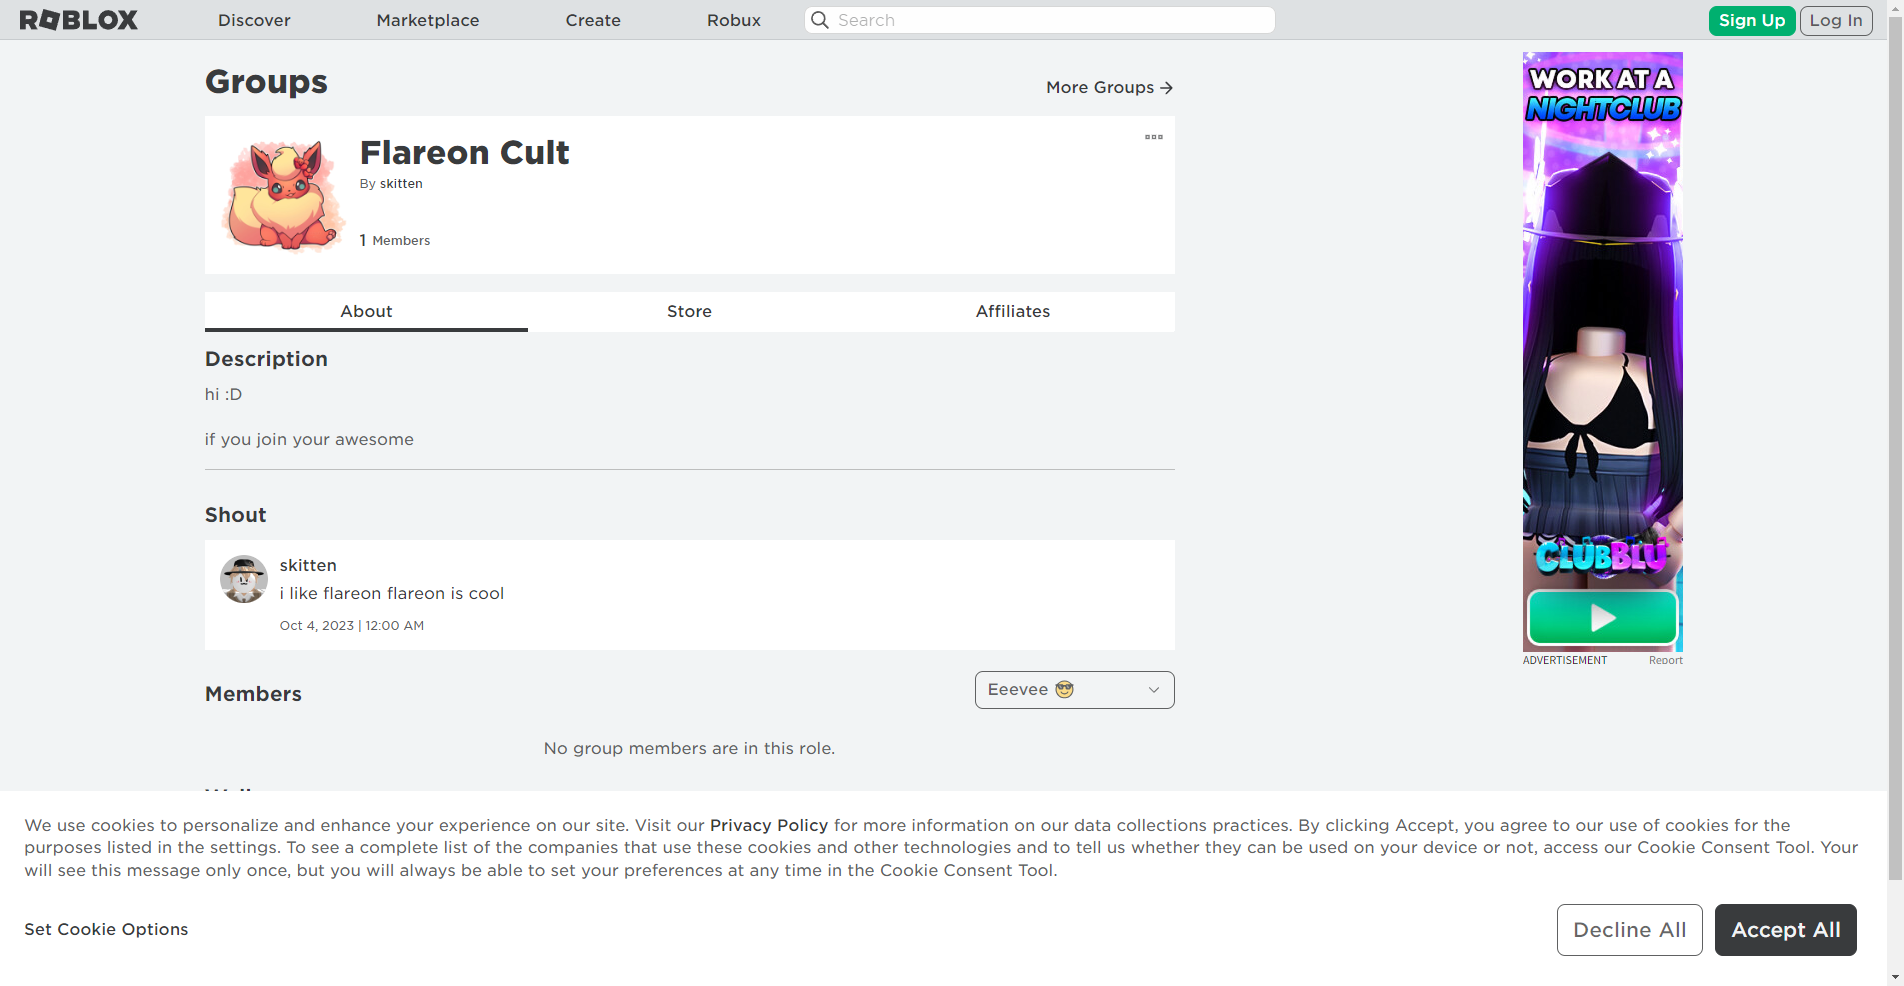 ROBLOX
Discover
Marketplace
Create
Robux
Search
Sign Up
Log In
Groups
More Groups
Flareon Cult
By skitten
1 Members
About
Store
Affiliates
Description
hi :D
if you join your awesome
Shout
skitten
i like flareon flareon is cool
Oct 4, 2023 | 12:00 AM
Members
Eeevee 😎
No group members are in this role.
WORK AT A
NIGHTCLUB
CLUBBLU
ADVERTISEMENT
Report
We use cookies to personalize and enhance your experience on our site. Visit our Privacy Policy for more information on our data collections practices. By clicking Accept, you agree to our use of cookies for the
purposes listed in the settings. To see a complete list of the companies that use these cookies and other technologies and to tell us whether they can be used on your device or not, access our Cookie Consent Tool. Your
will see this message only once, but you will always be able to set your preferences at any time in the Cookie Consent Tool.
Set Cookie Options
Decline All
Accept All